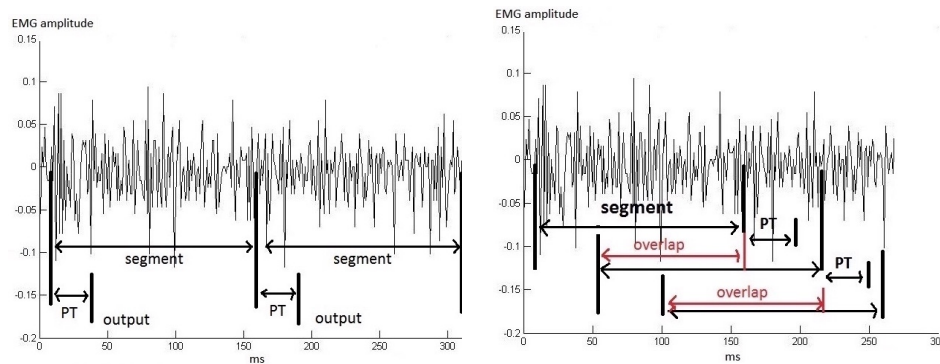 EMG amplitude
0.15
0.1
0.05
0
-0.05
-0.1
-0.15
-0.2
segment
segment
PT
output
PT
output
0 50 100 150 200 250 300
ms
EMG amplitude
0.15
0.1
0.05
0
-0.05
-0.1
-0.15
-0.2
segment
PT
overlap
PT
overlap
0 50 100 150 200 250 300
ms